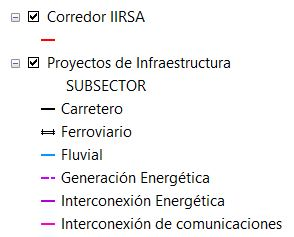 Corredor IIRSA
Proyectos de Infraestructura
SUBSECTOR
Carretero
Ferroviario
Fluvial
Generación Energética
Interconexión Energética
Interconexión de comunicaciones